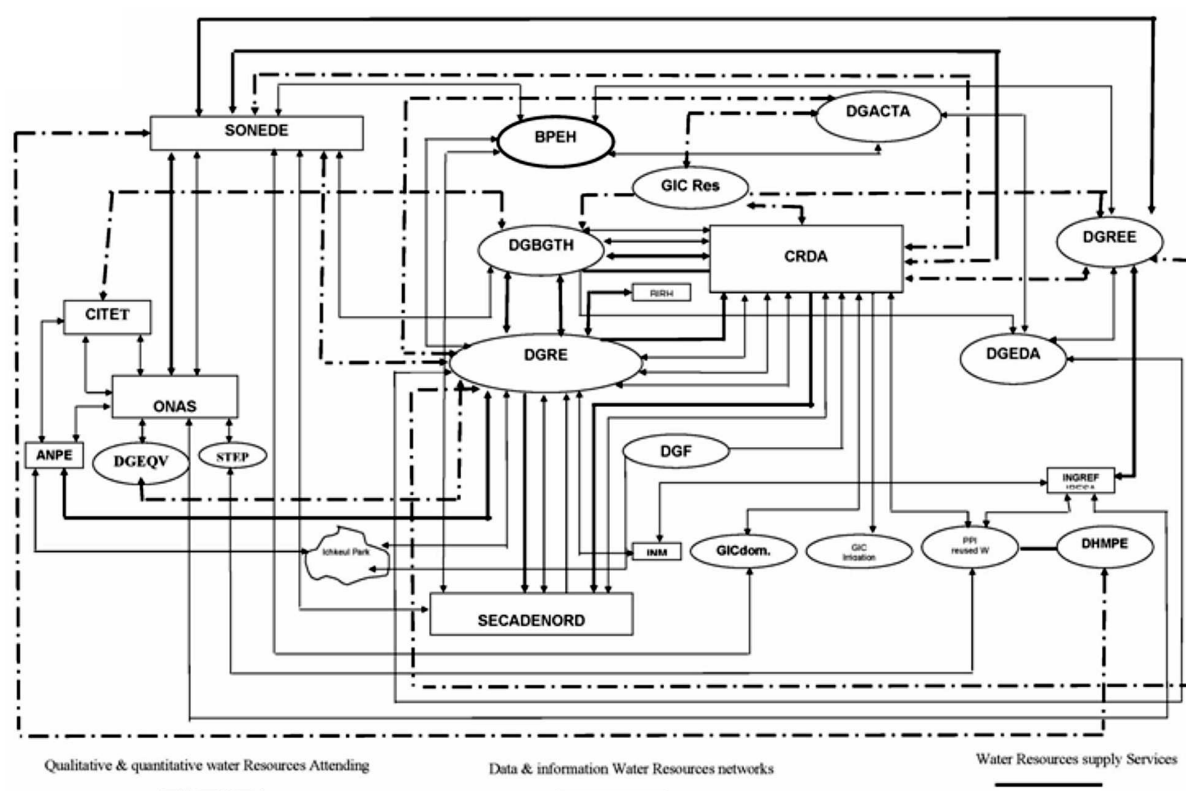 SONEDE
BPEH
DGACTA
GIC Res
DGREE
DGBGTH
CRDA
CITET
DGRE
DGEDA
ONAS
ANPE
DGEQV
STEP
DGF
INGREF
Ichkeul Park
INM
GICdom.
GIC
Irrigation
PPI
reused W
DHMPE
SECADENORD
Qualitative & quantitative water Resources Attending
Data & information Water Resources networks
Water Resources supply Services